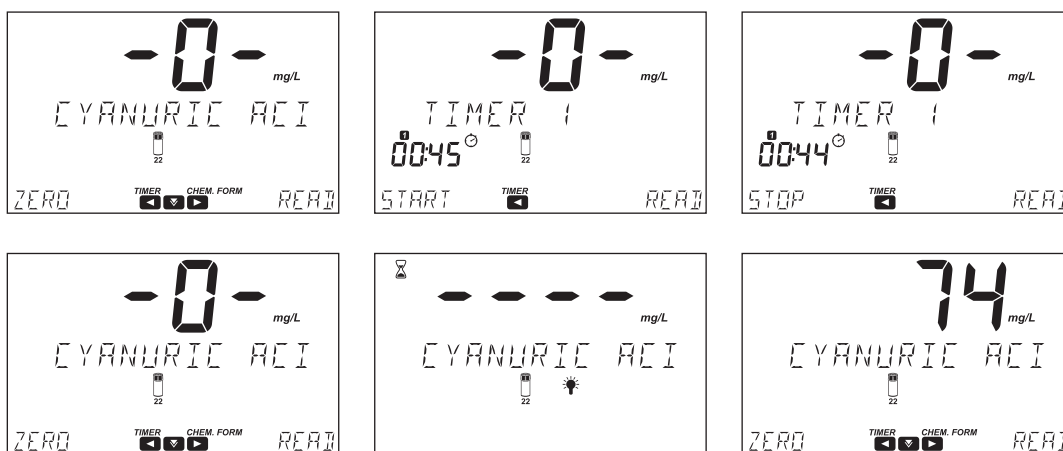 -0-
mg/L
CYANURIC ACI
22
ZERO TIMER CHEM. FORM READ
-0-
mg/L
TIMER 1
1
00:45
22
START TIMER READ
-0-
mg/L
TIMER 1
1
00:44
22
STOP TIMER READ
-0-
mg/L
CYANURIC ACI
22
ZERO TIMER CHEM. FORM READ
----
mg/L
CYANURIC ACI
22
74
mg/L
CYANURIC ACI
22
ZERO TIMER CHEM. FORM READ